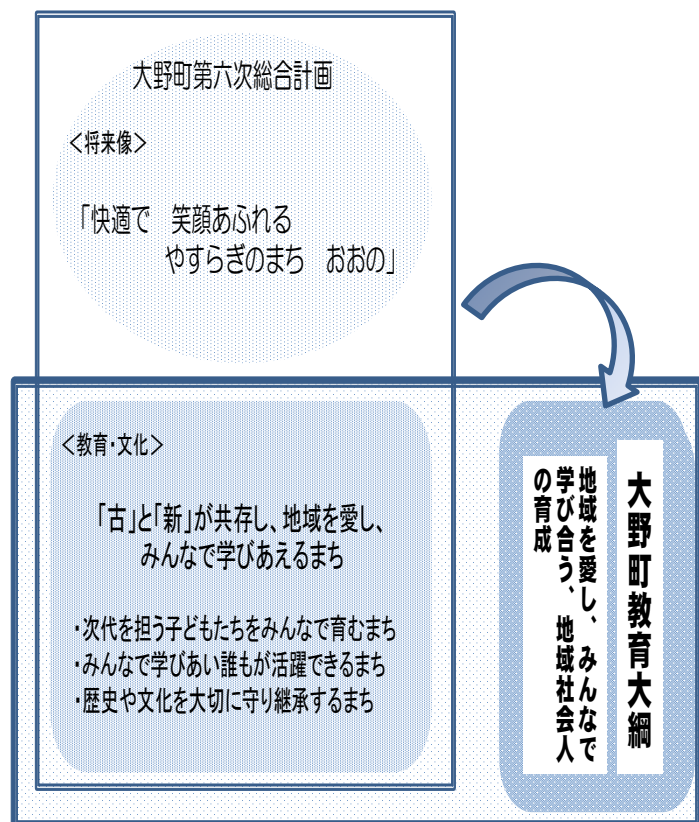 大野町第六次総合計画
＜将来像＞
「快適で　笑顔あふれる
やすらぎのまち　おおの」
＜教育・文化＞
「古」と「新」が共存し、地域を愛し、
みんなで学びあえるまち
・次代を担う子どもたちをみんなで育むまち
・みんなで学びあい誰もが活躍できるまち
・歴史や文化を大切に守り継承するまち
大野町教育大綱
地域を愛し、みんなで
学び合う、地域社会人
の育成